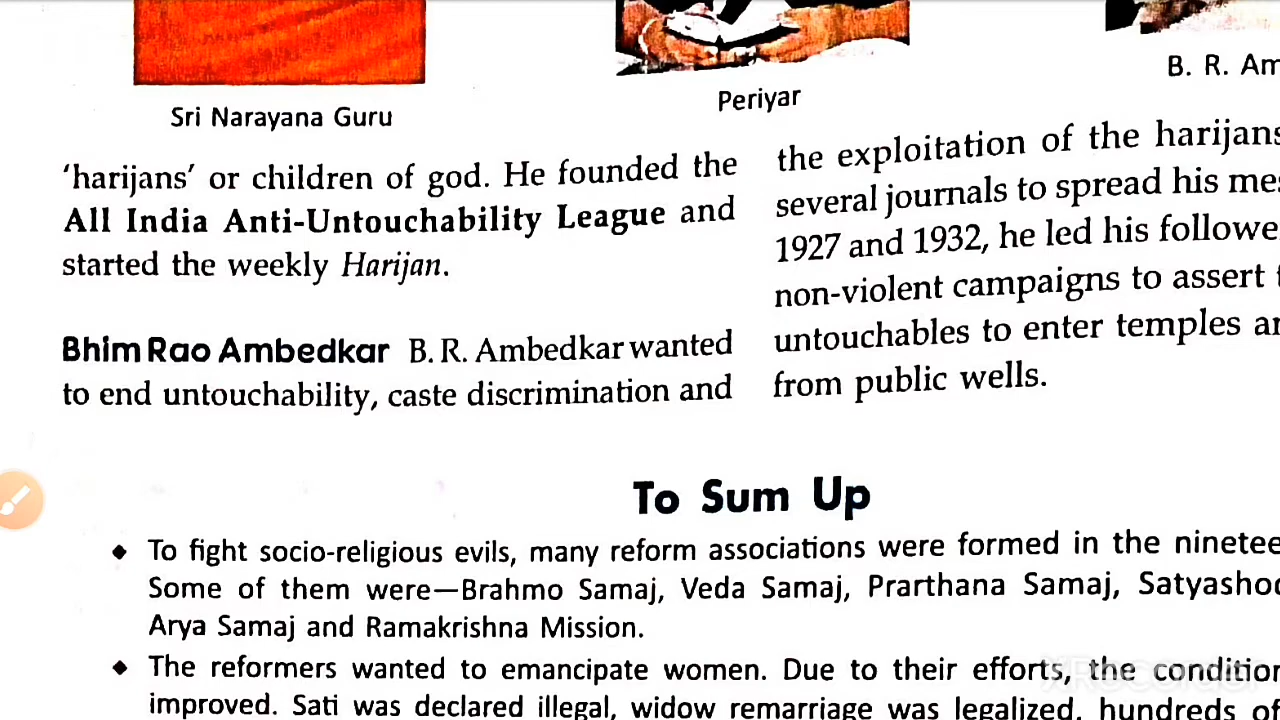 Sri Narayana Guru
Periyar
B. R. Am
'harijans' or children of god. He founded the
All India Anti-Untouchability League and
started the weekly Harijan.
Bhim Rao Ambedkar B. R. Ambedkar wanted
to end untouchability, caste discrimination and
the exploitation of the harijans
several journals to spread his mes
1927 and 1932, he led his followe
non-violent campaigns to assert t
untouchables to enter temples an
from public wells.
To Sum Up
◆ To fight socio-religious evils, many reform associations were formed in the ninetee
Some of them were—Brahmo Samaj, Veda Samaj, Prarthana Samaj, Satyashod
Arya Samaj and Ramakrishna Mission.
◆ The reformers wanted to emancipate women. Due to their efforts, the condition
improved. Sati was declared illegal, widow remarriage was legalized, hundreds of
XRecorder